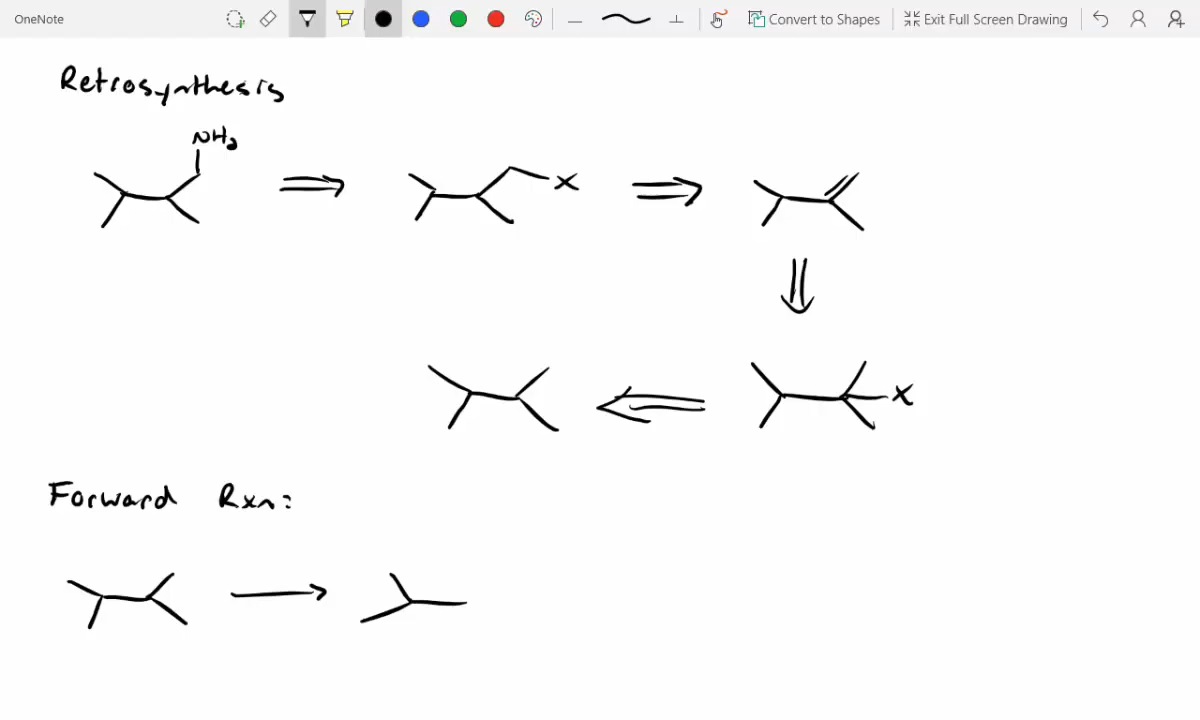 OneNote
Convert to Shapes
Exit Full Screen Drawing
Retrosynthesis
NH2
X
X
Forward Rxn: